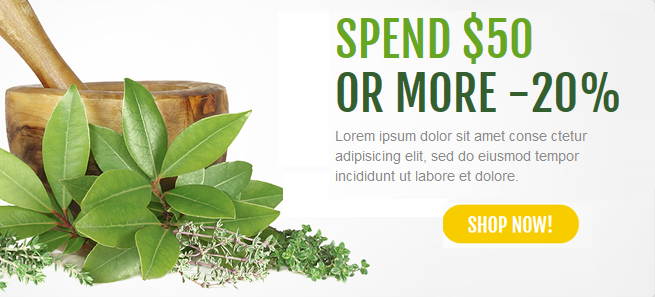 SPEND $50
OR MORE -20%
Lorem ipsum dolor sit amet conse ctetur
adipisicing elit, sed do eiusmod tempor
incididunt ut labore et dolore.
SHOP NOW!